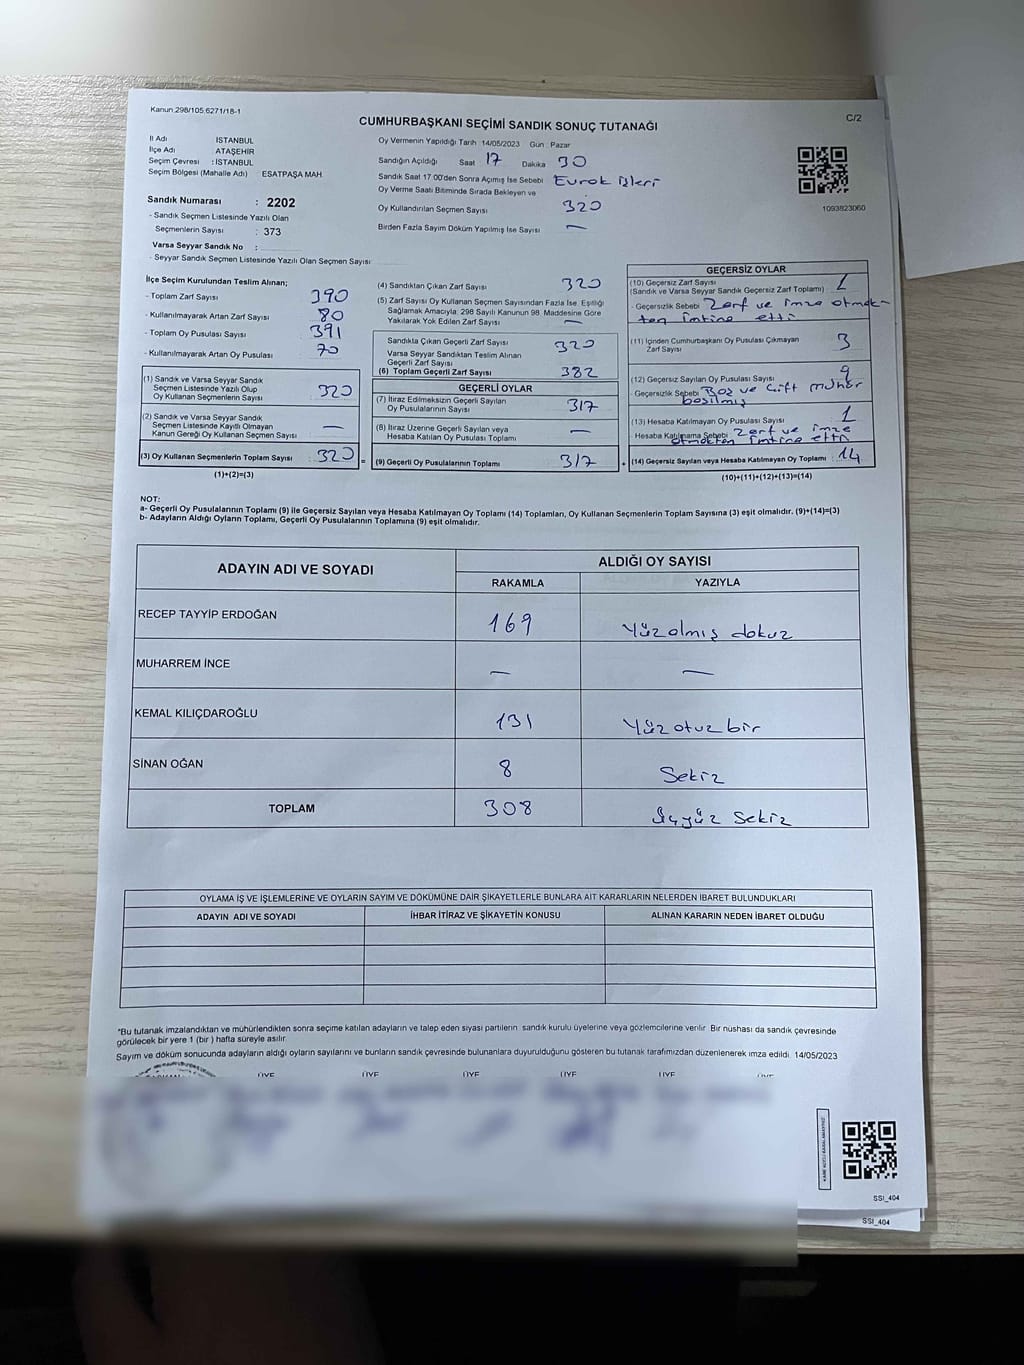 Kanun 298/105 6271/18-1
C/2
CUMHURBAŞKANI SEÇİMİ SANDIK SONUÇ TUTANAĞI
İl Adı İSTANBUL
İlçe Adı ATAŞEHİR
Seçim Çevresi : İSTANBUL
Seçim Bölgesi (Mahalle Adı) : ESATPAŞA MAH.
Sandık Numarası : 2202
- Sandık Seçmen Listesinde Yazılı Olan
Seçmenlerin Sayısı : 373
Varsa Seyyar Sandık No :
- Seyyar Sandık Seçmen Listesinde Yazılı Olan Seçmen Sayısı:
Oy Vermenin Yapıldığı Tarih 14/05/2023 Gün : Pazar
Sandığın Açıldığı Saat 17 Dakika 30
Sandık Saat 17 00'den Sonra Açımış İse Sebebi Evrok işleri
Oy Verme Saati Bitiminde Sırada Bekleyen ve
Oy Kullandırılan Seçmen Sayısı 320
Birden Fazla Sayım Döküm Yapılmış İse Sayısı —
1093823060
İlçe Seçim Kurulundan Teslim Alınan;
- Toplam Zarf Sayısı 390
- Kullanılmayarak Artan Zarf Sayısı 80
- Toplam Oy Pusulası Sayısı 391
- Kullanılmayarak Artan Oy Pusulası 70
(1) Sandık ve Varsa Seyyar Sandık
Seçmen Listesinde Yazılı Olup
Oy Kullanan Seçmenlerin Sayısı 320
(2) Sandık ve Varsa Seyyar Sandık
Seçmen Listesinde Kayıtlı Olmayan
Kanun Gereği Oy Kullanan Seçmen Sayısı —
(3) Oy Kullanan Seçmenlerin Toplam Sayısı : 320
(1)+(2)=(3)
(4) Sandıktan Çıkan Zarf Sayısı 320
(5) Zarf Sayısı Oy Kullanan Seçmen Sayısından Fazla İse, Eşitliği
Sağlamak Amacıyla, 298 Sayılı Kanunun 98. Maddesine Göre
Yakılarak Yok Edilen Zarf Sayısı —
Sandıkla Çıkan Geçerli Zarf Sayısı 320
Varsa Seyyar Sandıktan Teslim Alınan
Geçerli Zarf Sayısı
(6) Toplam Geçerli Zarf Sayısı 382
GEÇERLİ OYLAR
(7) İtiraz Edilmeksizin Geçerli Sayılan
Oy Pusulalarının Sayısı 317
(8) İtiraz Üzerine Geçerli Sayılan veya
Hesaba Katılan Oy Pusulası Toplamı —
= (9) Geçerli Oy Pusulalarının Toplamı 317
GEÇERSİZ OYLAR
(10) Geçersiz Zarf Sayısı
(Sandık ve Varsa Seyyar Sandık Geçersiz Zarf Toplamı) :
- Geçersizlik Sebebi Zarf ve imza atmak-
tan imtina etti
(11) İçinden Cumhurbaşkanı Oy Pusulası Çıkmayan
Zarf Sayısı 3
(12) Geçersiz Sayılan Oy Pusulası Sayısı 9
- Geçersizlik Sebebi Boş ve Çift mühür
basılmış
(13) Hesaba Katılmayan Oy Pusulası Sayısı 1
Hesaba Katılmama Sebebi Zarf ve imza
atmaktan imtina etti
+ (14) Geçersiz Sayılan veya Hesaba Katılmayan Oy Toplamı : 14
(10)+(11)+(12)+(13)=(14)
NOT:
a- Geçerli Oy Pusulalarının Toplamı (9) ile Geçersiz Sayılan veya Hesaba Katılmayan Oy Toplamı (14) Toplamları, Oy Kullanan Seçmenlerin Toplam Sayısına (3) eşit olmalıdır. (9)+(14)=(3)
b- Adayların Aldığı Oyların Toplamı, Geçerli Oy Pusulalarının Toplamına (9) eşit olmalıdır.
ADAYIN ADI VE SOYADI ALDIĞI OY SAYISI
RAKAMLA YAZIYLA
RECEP TAYYİP ERDOĞAN 169 Yüzalmış dokuz
MUHARREM İNCE — —
KEMAL KILIÇDAROĞLU 131 Yüz otuz bir
SİNAN OĞAN 8 Sekiz
TOPLAM 308 Üçyüz Sekiz
OYLAMA İŞ VE İŞLEMLERİNE VE OYLARIN SAYIM VE DÖKÜMÜNE DAİR ŞİKAYETLERLE BUNLARA AİT KARARLARIN NELERDEN İBARET BULUNDUKLARI
ADAYIN ADI VE SOYADI İHBAR İTİRAZ VE ŞİKAYETİN KONUSU ALINAN KARARIN NEDEN İBARET OLDUĞU
*Bu tutanak imzalandıktan ve mühürlendikten sonra seçime katılan adayların ve talep eden siyasi partilerin sandık kurulu üyelerine veya gözlemcilerine verilir Bir nüshası da sandık çevresinde
görülecek bir yere 1 (bir ) hafta süreyle asılır.
Sayım ve döküm sonucunda adayların aldığı oyların sayılarını ve bunların sandık çevresinde bulunanlara duyurulduğunu gösteren bu tutanak tarafımızdan düzenlenerek imza edildi. 14/05/2023
ÜYE ÜYE ÜYE ÜYE ÜYE ÜYE
SSI_404
SSI_404